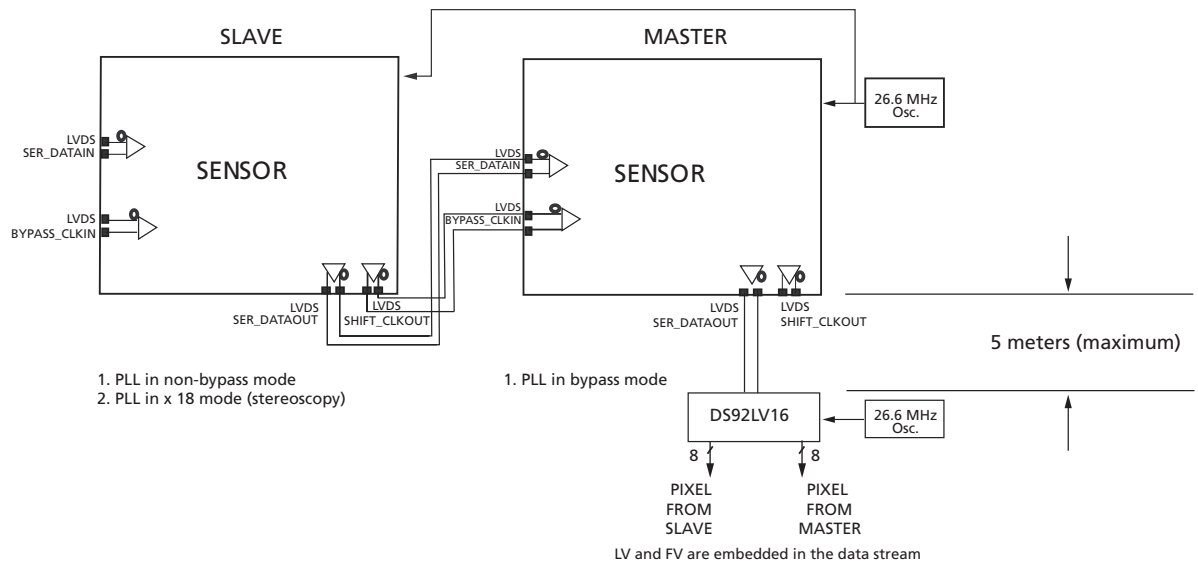 SLAVE
MASTER
26.6 MHz
Osc.
LVDS
SER_DATAIN
SENSOR
LVDS
BYPASS_CLKIN
LVDS
SER_DATAOUT
LVDS
SHIFT_CLKOUT
LVDS
SER_DATAIN
SENSOR
LVDS
BYPASS_CLKIN
LVDS
SER_DATAOUT
LVDS
SHIFT_CLKOUT
5 meters (maximum)
1. PLL in non-bypass mode
2. PLL in x 18 mode (stereoscopy)
1. PLL in bypass mode
DS92LV16
26.6 MHz
Osc.
8
8
PIXEL
FROM
SLAVE
PIXEL
FROM
MASTER
LV and FV are embedded in the data stream